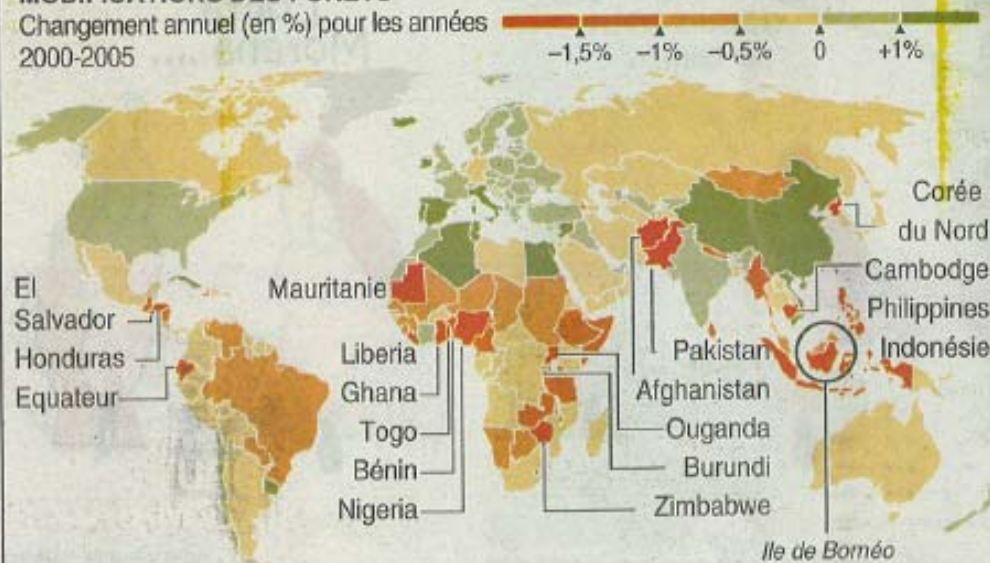 Changement annuel (en %) pour les années
2000-2005
–1,5% –1% –0,5% 0 +1%
Corée
du Nord
Cambodge
Philippines
Indonésie
El
Salvador
Honduras
Equateur
Mauritanie
Liberia
Ghana
Togo
Bénin
Nigeria
Pakistan
Afghanistan
Ouganda
Burundi
Zimbabwe
Ile de Bornéo